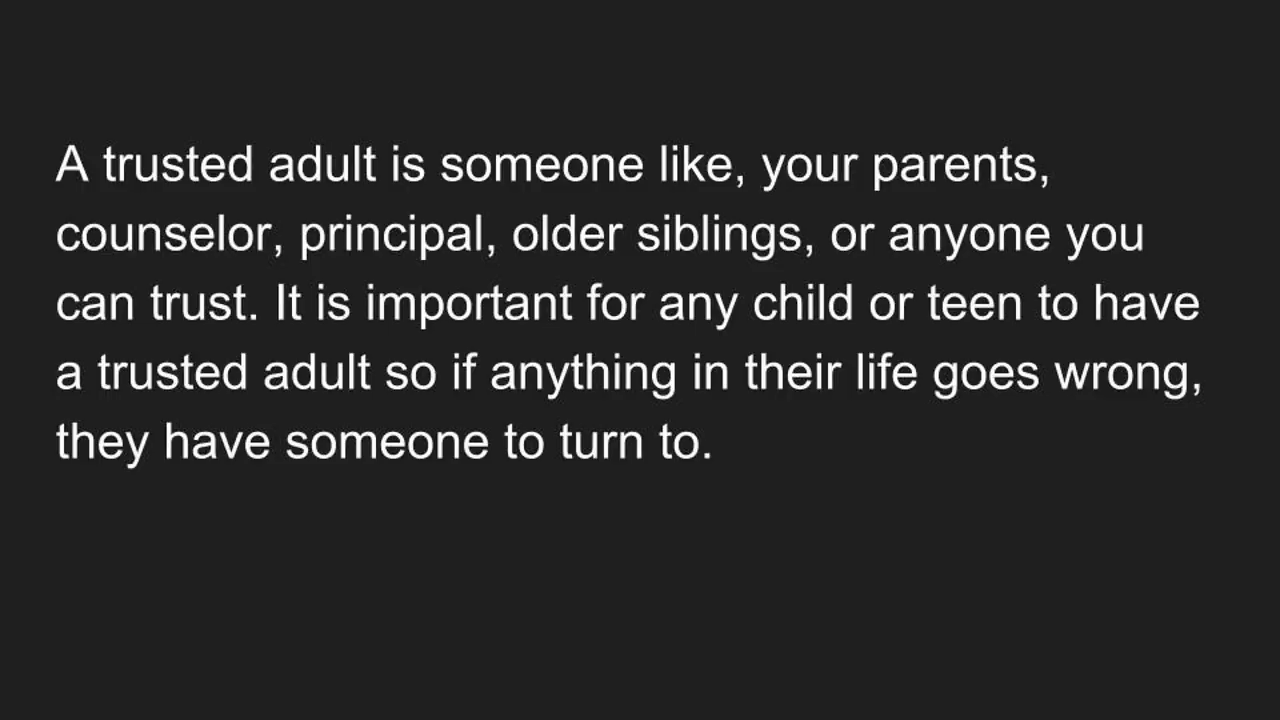 A trusted adult is someone like, your parents,
counselor, principal, older siblings, or anyone you
can trust. It is important for any child or teen to have
a trusted adult so if anything in their life goes wrong,
they have someone to turn to.